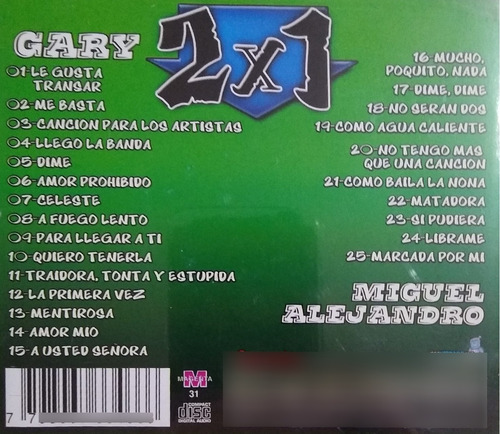 GARY
2x1
01-LE GUSTA
TRANSAR
02-ME BASTA
03-CANCION PARA LOS ARTISTAS
04-LLEGO LA BANDA
05-DIME
06-AMOR PROHIBIDO
07-CELESTE
08-A FUEGO LENTO
09-PARA LLEGAR A TI
10-QUIERO TENERLA
11-TRAIDORA, TONTA Y ESTUPIDA
12-LA PRIMERA VEZ
13-MENTIROSA
14-AMOR MIO
15-A USTED SEÑORA
16-MUCHO,
POQUITO, NADA
17-DIME, DIME
18-NO SERAN DOS
19-COMO AGUA CALIENTE
20-NO TENGO MAS
QUE UNA CANCION
21-COMO BAILA LA NONA
22-MATADORA
23-SI PUDIERA
24-LIBRAME
25-MARCADA POR MI
MIGUEL
ALEJANDRO
MAGENTA
31
COMPACT
disc
DIGITAL AUDIO
7 7